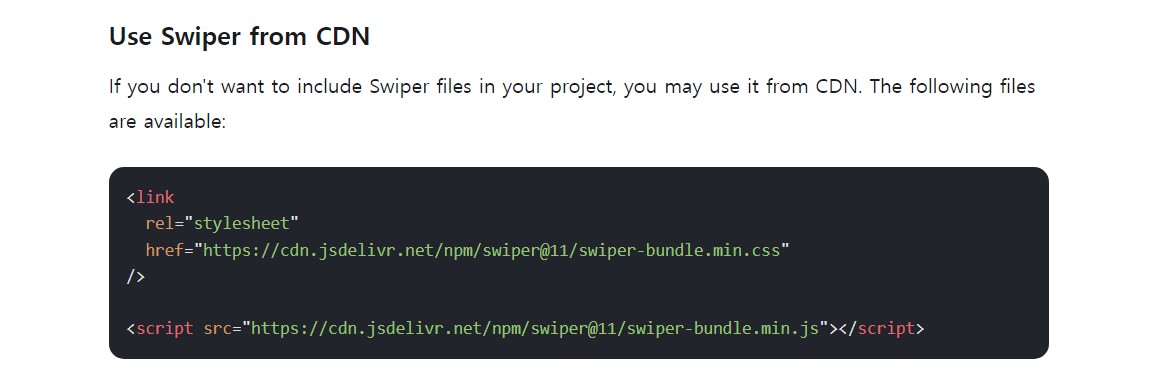 Use Swiper from CDN
If you don't want to include Swiper files in your project, you may use it from CDN. The following files
are available:
<link
  rel="stylesheet"
  href="https://cdn.jsdelivr.net/npm/swiper@11/swiper-bundle.min.css"
/>
<script src="https://cdn.jsdelivr.net/npm/swiper@11/swiper-bundle.min.js"></script>